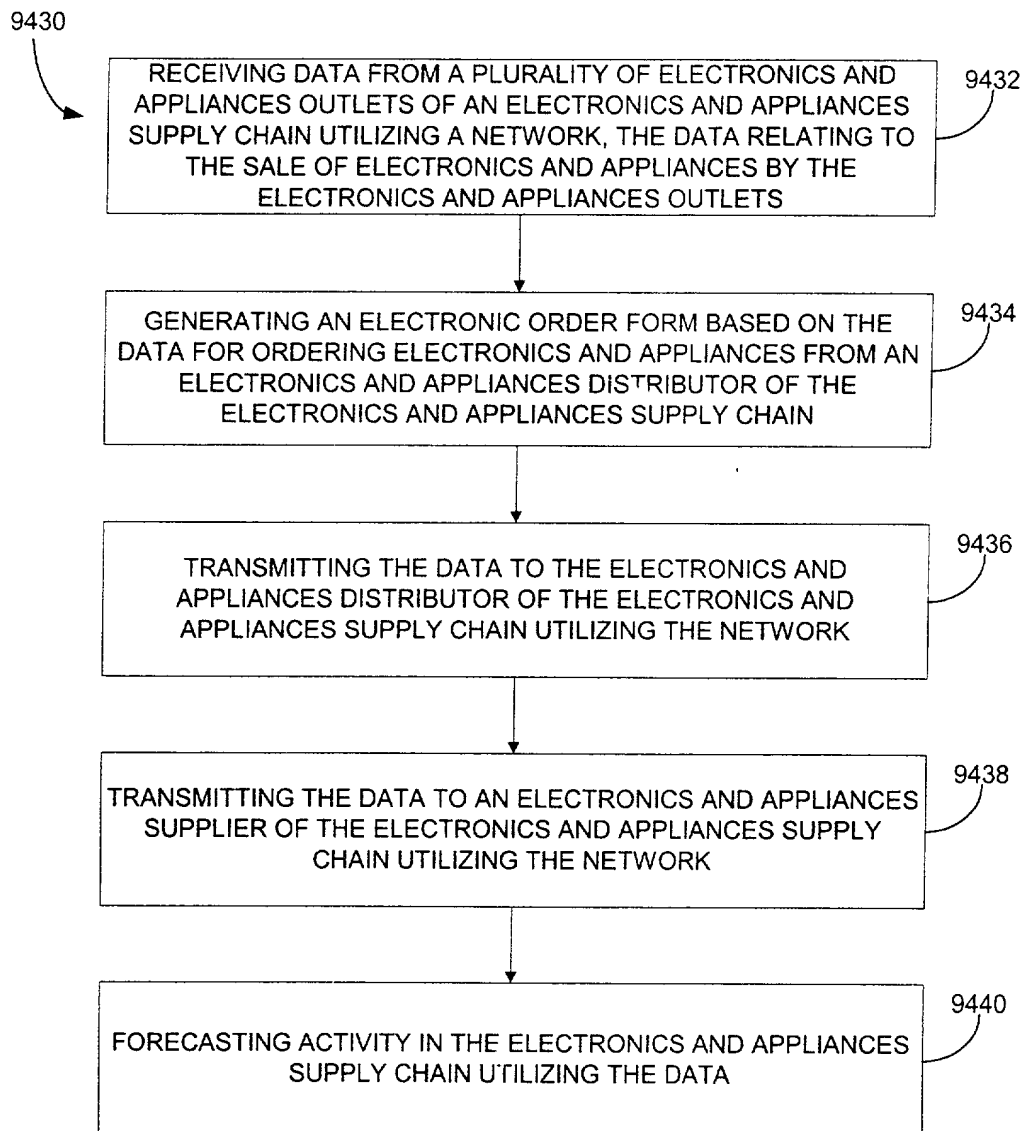 9430
RECEIVING DATA FROM A PLURALITY OF ELECTRONICS AND
APPLIANCES OUTLETS OF AN ELECTRONICS AND APPLIANCES
SUPPLY CHAIN UTILIZING A NETWORK, THE DATA RELATING TO
THE SALE OF ELECTRONICS AND APPLIANCES BY THE
ELECTRONICS AND APPLIANCES OUTLETS
9432
GENERATING AN ELECTRONIC ORDER FORM BASED ON THE
DATA FOR ORDERING ELECTRONICS AND APPLIANCES FROM AN
ELECTRONICS AND APPLIANCES DISTRIBUTOR OF THE
ELECTRONICS AND APPLIANCES SUPPLY CHAIN
9434
TRANSMITTING THE DATA TO THE ELECTRONICS AND
APPLIANCES DISTRIBUTOR OF THE ELECTRONICS AND
APPLIANCES SUPPLY CHAIN UTILIZING THE NETWORK
9436
TRANSMITTING THE DATA TO AN ELECTRONICS AND APPLIANCES
SUPPLIER OF THE ELECTRONICS AND APPLIANCES SUPPLY
CHAIN UTILIZING THE NETWORK
9438
FORECASTING ACTIVITY IN THE ELECTRONICS AND APPLIANCES
SUPPLY CHAIN UTILIZING THE DATA
9440